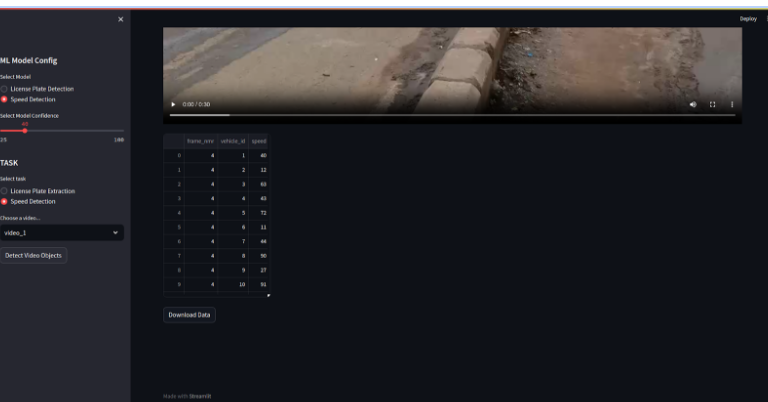 Deploy
ML Model Config
Select Model
License Plate Detection
Speed Detection
Select Model Confidence
25 100
TASK
Select task
License Plate Extraction
Speed Detection
Choose a video...
video_1
Detect Video Objects
0:00 / 0:30
frame_nmr vehicle_id speed
0 4 1 40
1 4 2 12
2 4 3 63
3 4 4 43
4 4 5 72
5 4 6 11
6 4 7 44
7 4 8 90
8 4 9 27
9 4 10 91
Download Data
Made with Streamlit